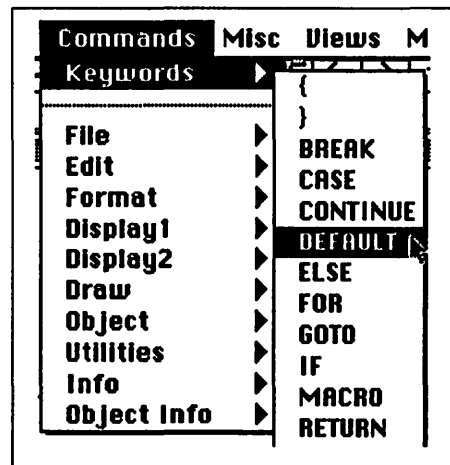 Commands Misc Views M
Keywords
File
Edit
Format
Display1
Display2
Draw
Object
Utilities
Info
Object Info
{
}
BREAK
CASE
CONTINUE
DEFAULT
ELSE
FOR
GOTO
IF
MACRO
RETURN